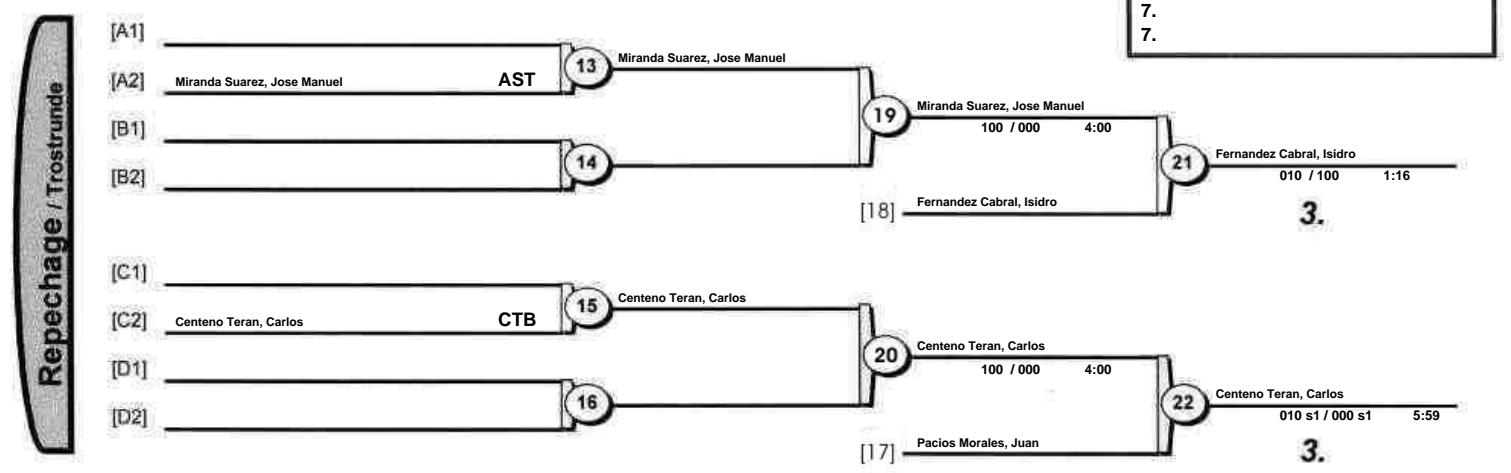 7.
7.
Repechage / Trostrunde
[A1]
[A2] Miranda Suarez, Jose Manuel AST
13 Miranda Suarez, Jose Manuel
[B1]
[B2]
14
19 Miranda Suarez, Jose Manuel
100 / 000 4:00
[18] Fernandez Cabral, Isidro
21 Fernandez Cabral, Isidro
010 / 100 1:16
3.
[C1]
[C2] Centeno Teran, Carlos CTB
15 Centeno Teran, Carlos
[D1]
[D2]
16
20 Centeno Teran, Carlos
100 / 000 4:00
[17] Pacios Morales, Juan
22 Centeno Teran, Carlos
010 s1 / 000 s1 5:59
3.